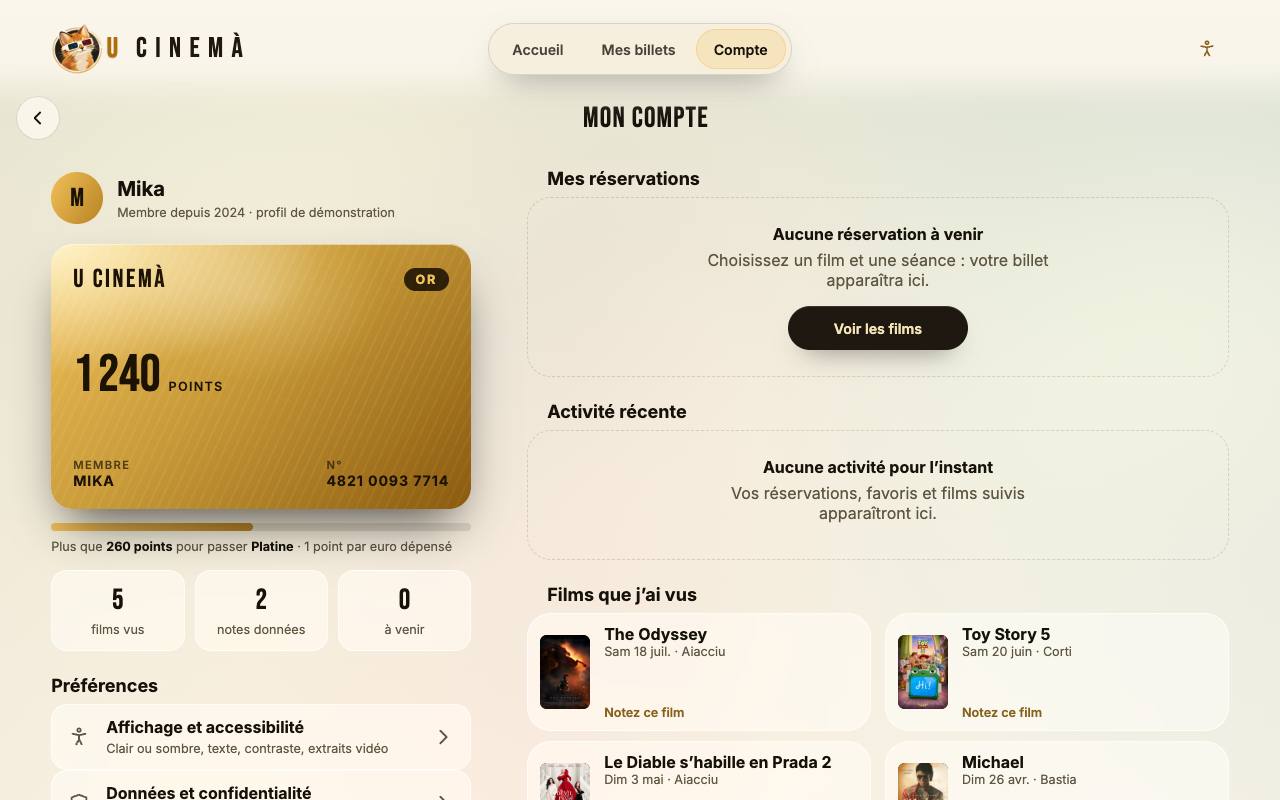 U CINEMÀ
Accueil
Mes billets
Compte
MON COMPTE
M
Mika
Membre depuis 2024 · profil de démonstration
U CINEMÀ
OR
1 240 POINTS
MEMBRE
MIKA
N°
4821 0093 7714
Plus que 260 points pour passer Platine · 1 point par euro dépensé
5
films vus
2
notes données
0
à venir
Préférences
Affichage et accessibilité
Clair ou sombre, texte, contraste, extraits vidéo
Données et confidentialité
Mes réservations
Aucune réservation à venir
Choisissez un film et une séance : votre billet
apparaîtra ici.
Voir les films
Activité récente
Aucune activité pour l’instant
Vos réservations, favoris et films suivis
apparaîtront ici.
Films que j’ai vus
The Odyssey
Sam 18 juil. · Aiacciu
Notez ce film
Toy Story 5
Sam 20 juin · Corti
Notez ce film
Hi!
Le Diable s’habille en Prada 2
Dim 3 mai · Aiacciu
Michael
Dim 26 avr. · Bastia